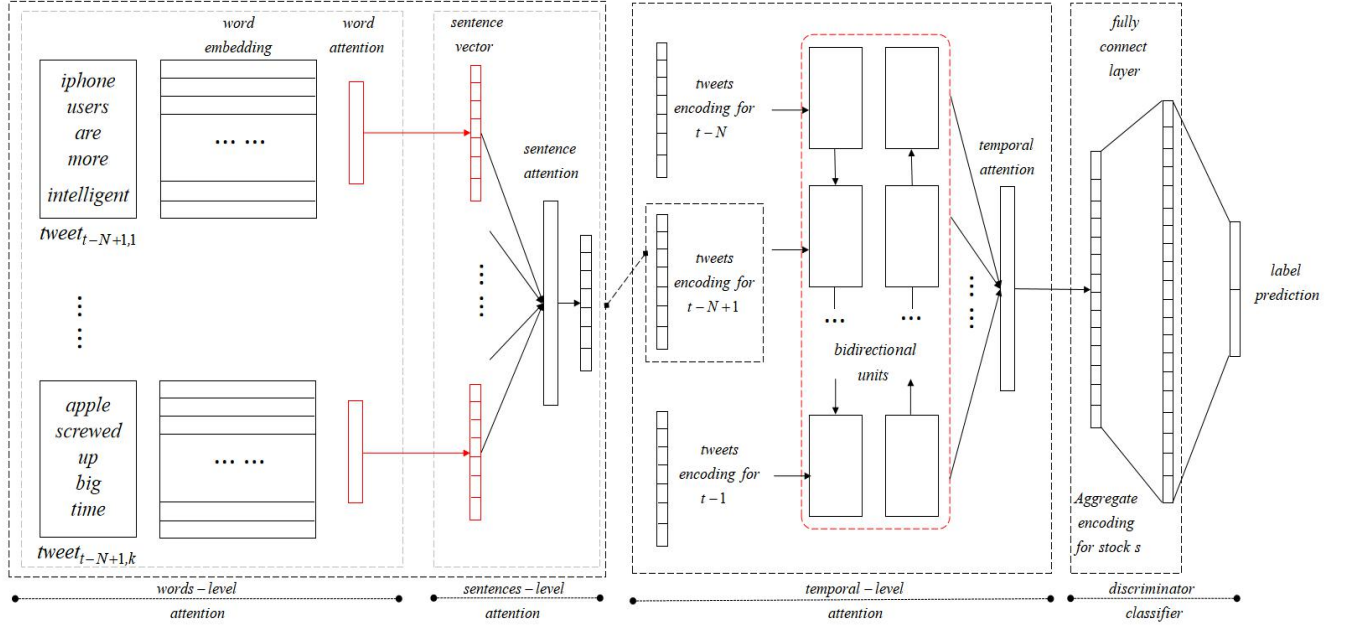 word
embedding
word
attention
iphone
users
are
more
intelligent
... ...
tweet_{t-N+1,1}
... ...
apple
screwed
up
big
time
... ...
tweet_{t-N+1,k}
sentence
vector
sentence
attention
... ...
words-level
attention
sentences-level
attention
tweets
encoding for
t-N
tweets
encoding for
t-N+1
tweets
encoding for
t-1
... ...
bidirectional
units
temporal
attention
... ...
temporal-level
attention
fully
connect
layer
Aggregate
encoding
for stock s
label
prediction
discriminator
classifier